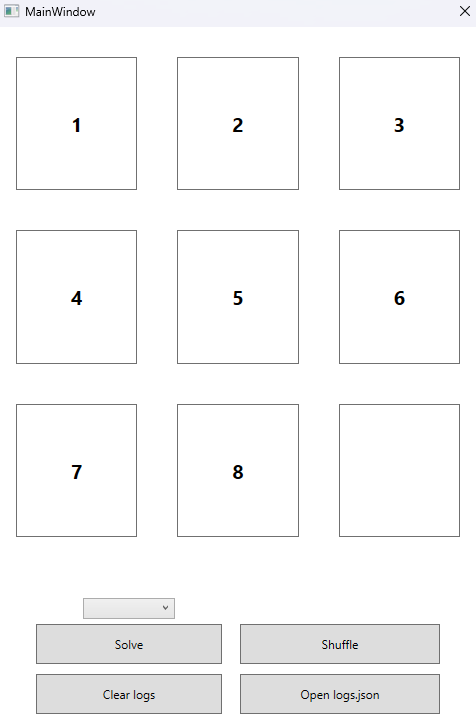 MainWindow
1 2 3
4 5 6
7 8
Solve Shuffle
Clear logs Open logs.json